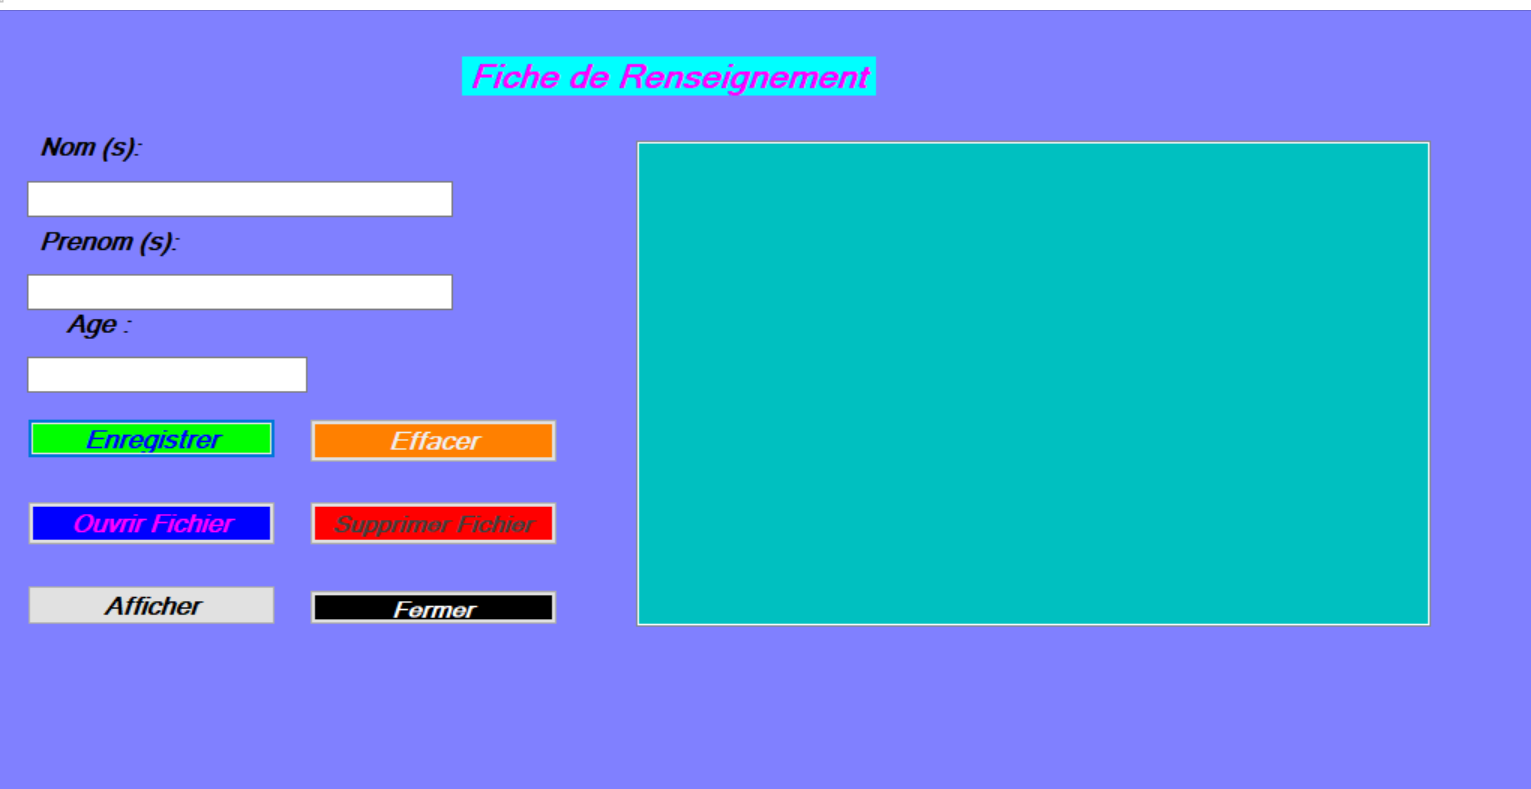 Fiche de Renseignement
Nom (s):
Prenom (s):
Age :
Enregistrer
Effacer
Ouvrir Fichier
Supprimer Fichier
Afficher
Fermer